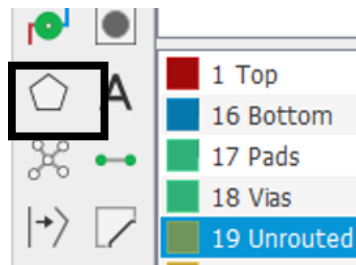 A
1 Top
16 Bottom
17 Pads
18 Vias
19 Unrouted